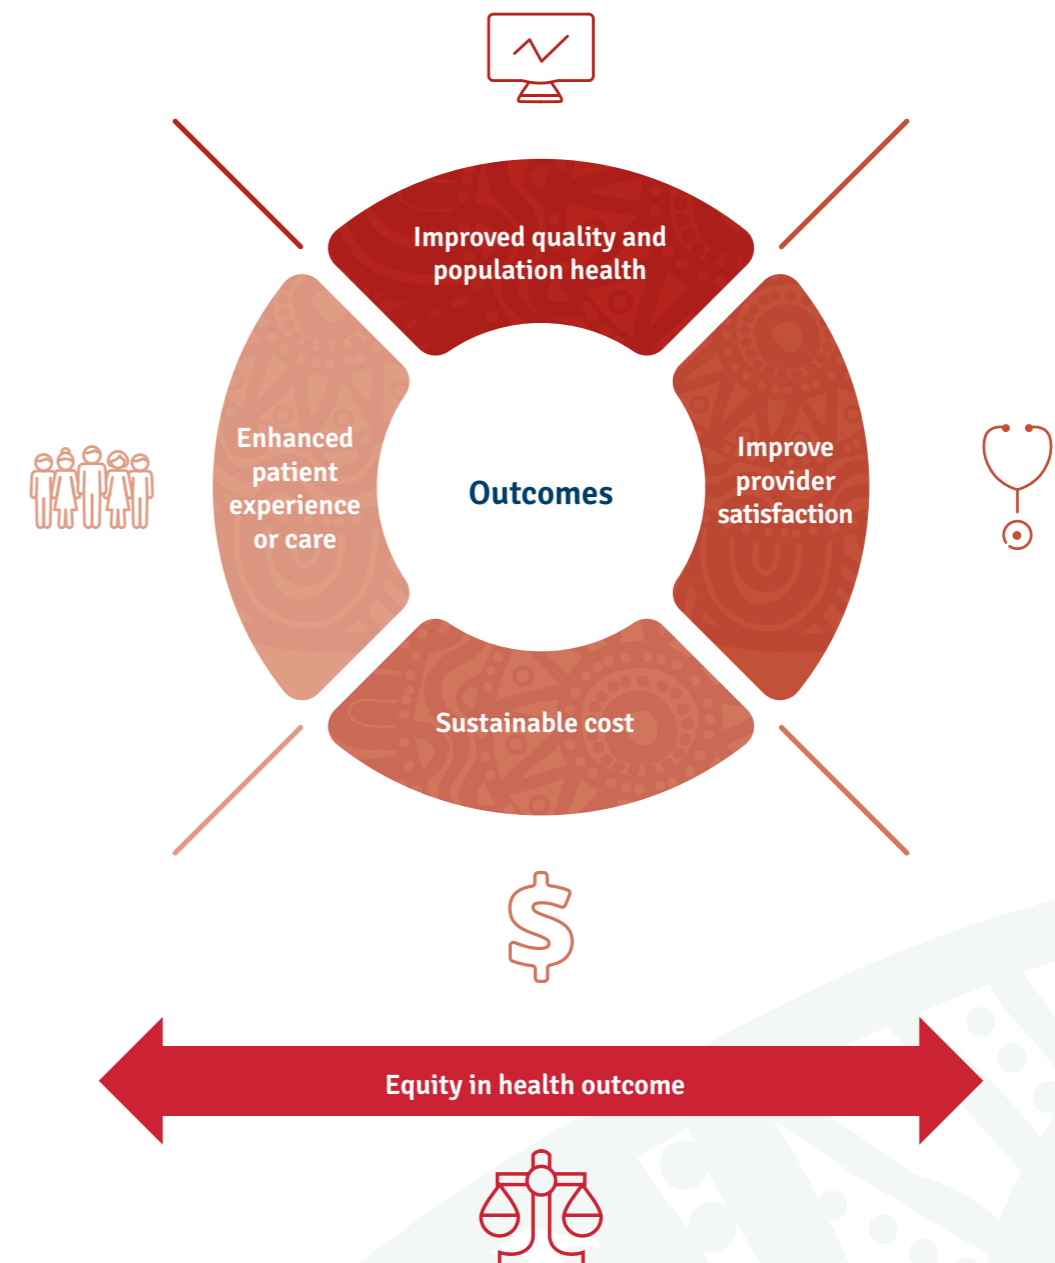 Improved quality and
population health
Enhanced
patient
experience
or care
Outcomes
Improve
provider
satisfaction
Sustainable cost
Equity in health outcome